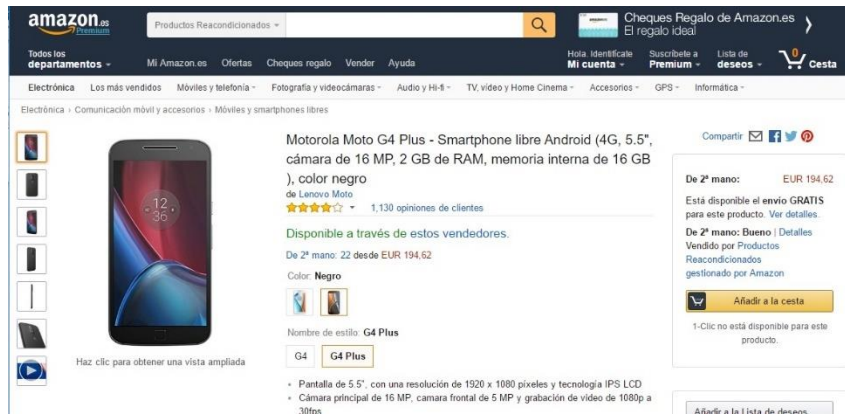 amazon.es
Premium
Productos Reacondicionados
Cheques Regalo de Amazon.es
El regalo ideal
Todos los
departamentos
Mi Amazon.es Ofertas Cheques regalo Vender Ayuda
Hola. Identifícate
Mi cuenta
Suscríbete a
Premium
Lista de
deseos
0
Cesta
Electrónica Los más vendidos Móviles y telefonía Fotografía y videocámaras Audio y Hi-fi TV, vídeo y Home Cinema Accesorios GPS Informática
Electrónica › Comunicación móvil y accesorios › Móviles y smartphones libres
12
36
Haz clic para obtener una vista ampliada
Motorola Moto G4 Plus - Smartphone libre Android (4G, 5.5",
cámara de 16 MP, 2 GB de RAM, memoria interna de 16 GB
), color negro
de Lenovo Moto
1,130 opiniones de clientes
Disponible a través de estos vendedores.
De 2ª mano: 22 desde EUR 194,62
Color: Negro
Nombre de estilo: G4 Plus
G4 G4 Plus
• Pantalla de 5.5", con una resolución de 1920 x 1080 píxeles y tecnología IPS LCD
• Cámara principal de 16 MP, camara frontal de 5 MP y grabación de video de 1080p a
30fps
Compartir
De 2ª mano: EUR 194,62
Está disponible el envío GRATIS
para este producto. Ver detalles
De 2ª mano: Bueno | Detalles
Vendido por Productos
Reacondicionados
gestionado por Amazon
Añadir a la cesta
1-Clic no está disponible para este
producto.
Añadir a la Lista de deseos